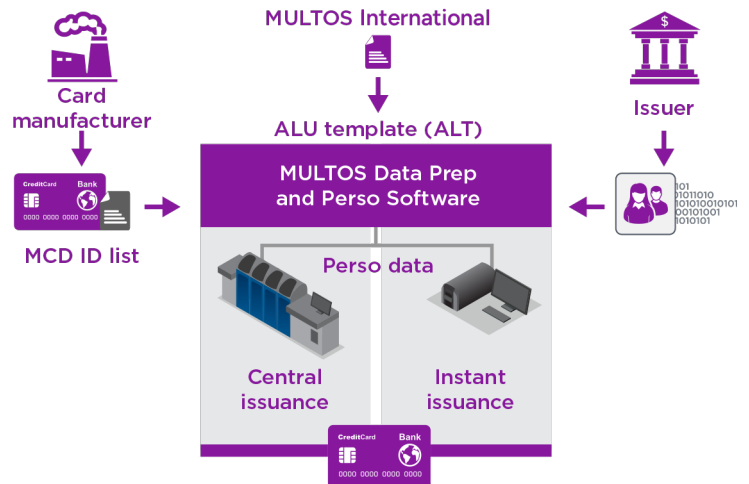 MULTOS International
Card
manufacturer
$
Issuer
ALU template (ALT)
MULTOS Data Prep
and Perso Software
CreditCard Bank
0000 0000 0000 0000
MCD ID list
101
01011010
10101001010
00101001
1010101
Perso data
Central
issuance
Instant
issuance
CreditCard Bank
0000 0000 0000 0000